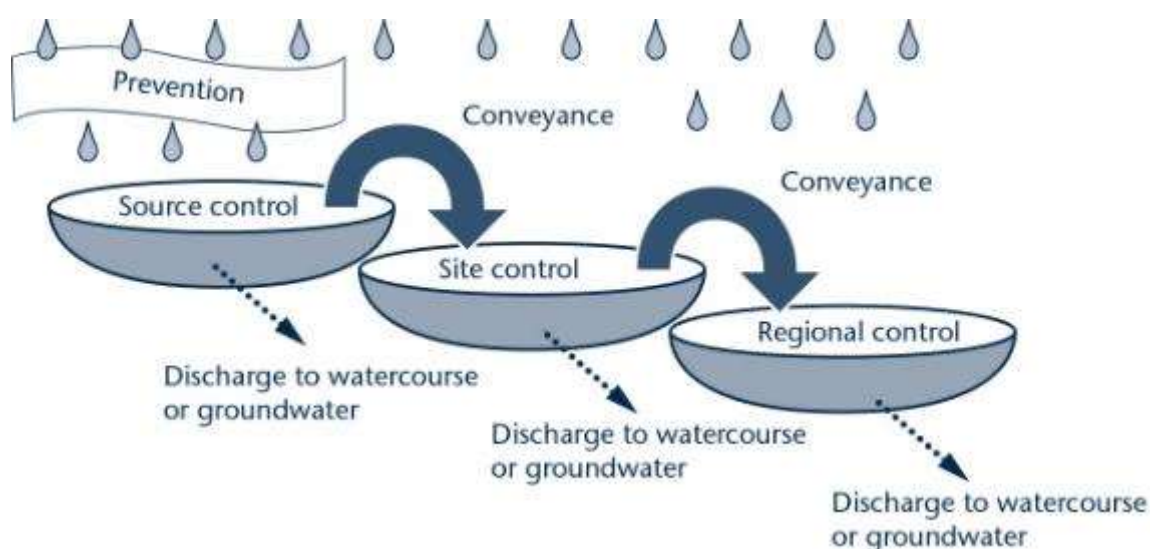 Prevention
Conveyance
Conveyance
Source control
Site control
Regional control
Discharge to watercourse
or groundwater
Discharge to watercourse
or groundwater
Discharge to watercourse
or groundwater